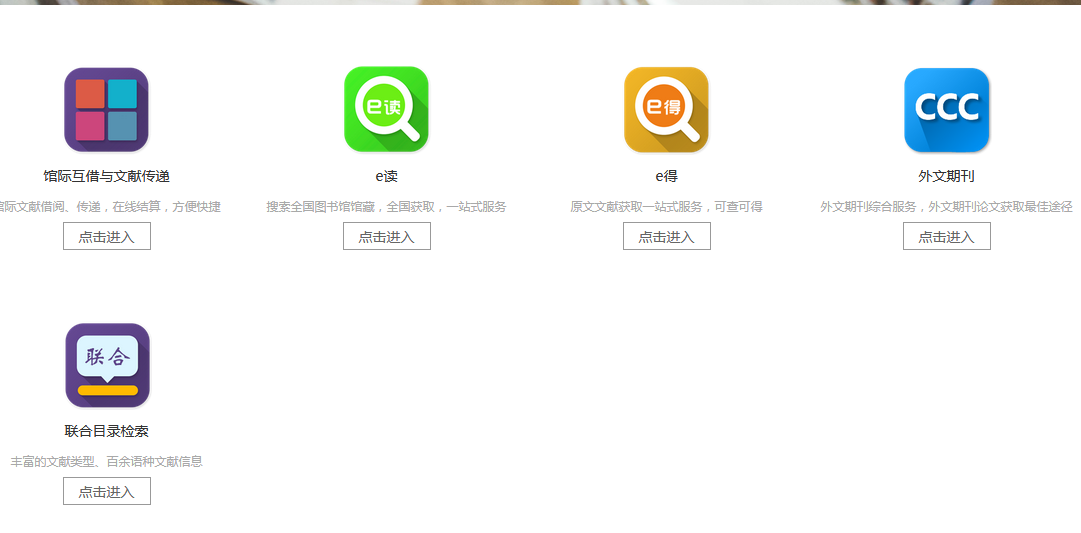 e读
e得
CCC
馆际互借与文献传递
e读
e得
外文期刊
馆际文献借阅、传递，在线结算，方便快捷
搜索全国图书馆馆藏，全国获取，一站式服务
原文文献获取一站式服务，可查可得
外文期刊综合服务，外文期刊论文获取最佳途径
点击进入
点击进入
点击进入
点击进入
联合
联合目录检索
丰富的文献类型、百余语种文献信息
点击进入